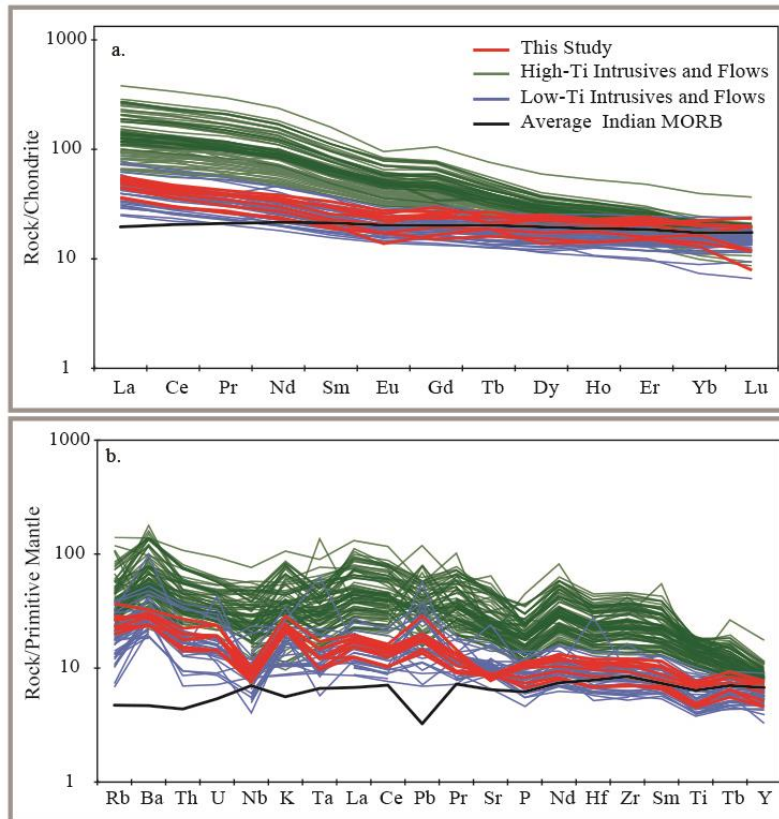 1000
a.
This Study
High-Ti Intrusives and Flows
Low-Ti Intrusives and Flows
Average Indian MORB
100
10
1
Rock/Chondrite
La Ce Pr Nd Sm Eu Gd Tb Dy Ho Er Yb Lu
1000
b.
100
10
1
Rock/Primitive Mantle
Rb Ba Th U Nb K Ta La Ce Pb Pr Sr P Nd Hf Zr Sm Ti Tb Y